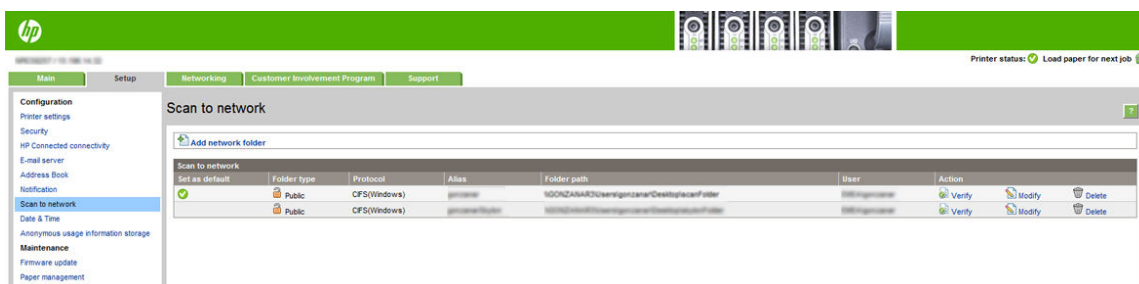 hp
Printer status: Load paper for next job
Main Setup Networking Customer Involvement Program Support
Configuration
Printer settings
Security
HP Connected connectivity
E-mail server
Address Book
Notification
Scan to network
Date & Time
Anonymous usage information storage
Maintenance
Firmware update
Paper management
Scan to network
?
Add network folder
Scan to network
Set as default Folder type Protocol Alias Folder path User Action
Public CIFS(Windows) Verify Modify Delete
Public CIFS(Windows) Verify Modify Delete